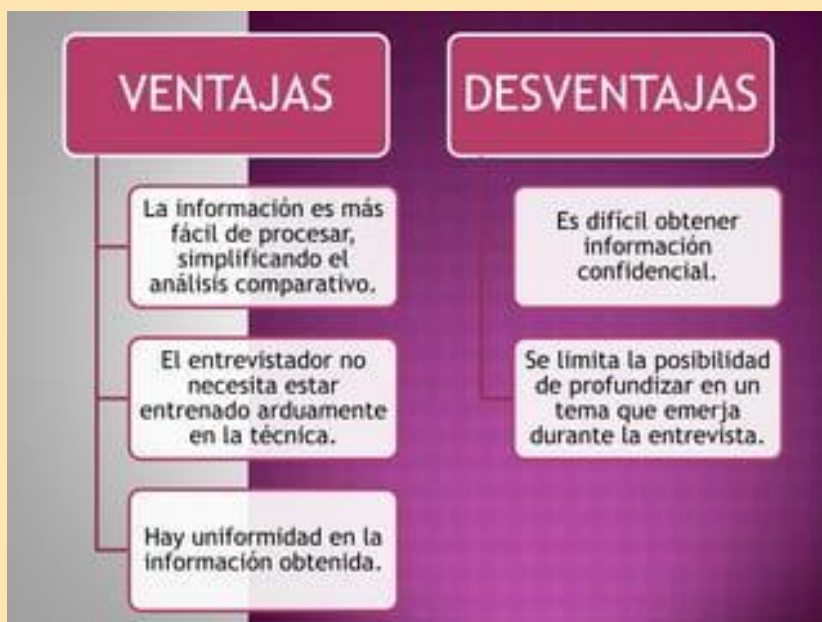 VENTAJAS
La información es más
fácil de procesar,
simplificando el
análisis comparativo.
El entrevistador no
necesita estar
entrenado arduamente
en la técnica.
Hay uniformidad en la
información obtenida.
DESVENTAJAS
Es difícil obtener
información
confidencial.
Se limita la posibilidad
de profundizar en un
tema que emerja
durante la entrevista.